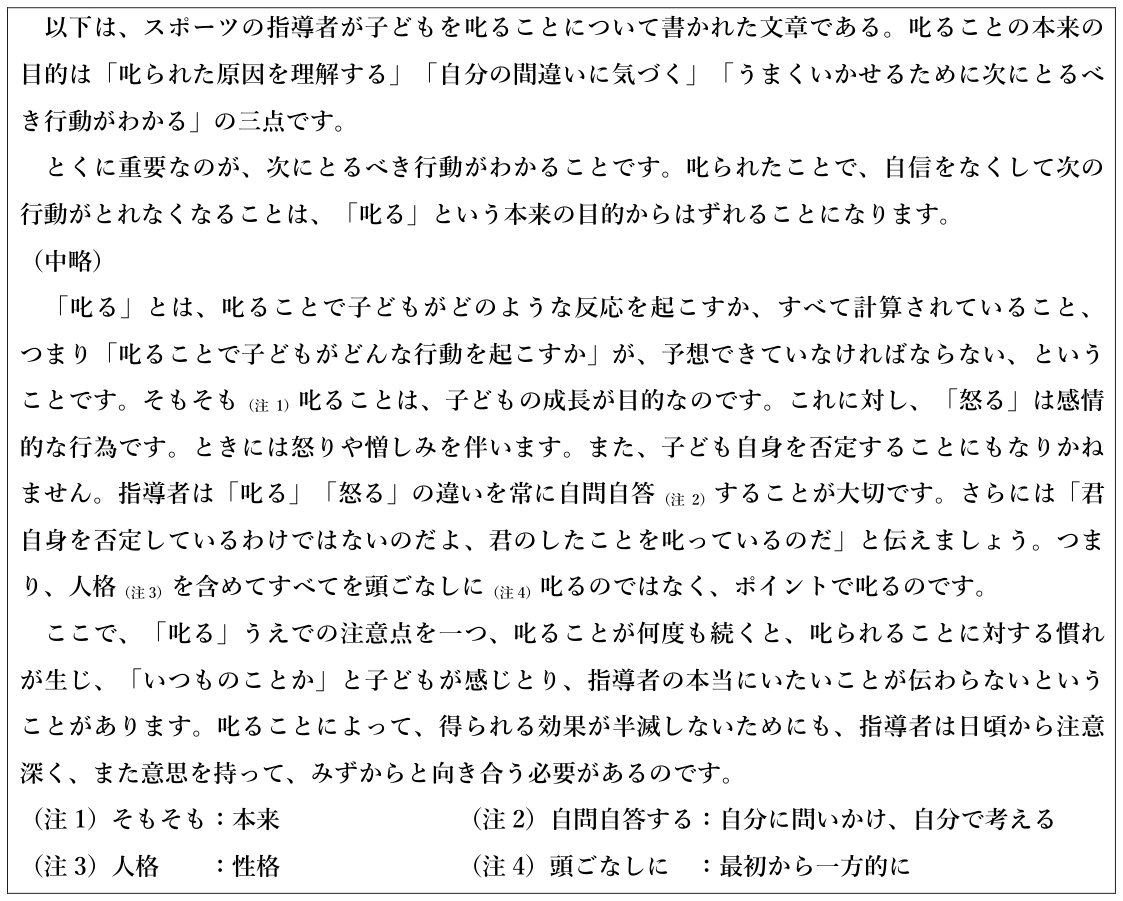 以下は、スポーツの指導者が子どもを叱ることについて書かれた文章である。叱ることの本来の
目的は「叱られた原因を理解する」「自分の間違いに気づく」「うまくいかせるために次にとるべ
き行動がわかる」の三点です。
とくに重要なのが、次にとるべき行動がわかることです。叱られたことで、自信をなくして次の
行動がとれなくなることは、「叱る」という本来の目的からはずれることになります。
（中略）
「叱る」とは、叱ることで子どもがどのような反応を起こすか、すべて計算されていること、
つまり「叱ることで子どもがどんな行動を起こすか」が、予想できていなければならない、という
ことです。そもそも（注 1）叱ることは、子どもの成長が目的なのです。これに対し、「怒る」は感情
的な行為です。ときには怒りや憎しみを伴います。また、子ども自身を否定することにもなりかね
ません。指導者は「叱る」「怒る」の違いを常に自問自答（注 2）することが大切です。さらには「君
自身を否定しているわけではないのだよ、君のしたことを叱っているのだ」と伝えましょう。つま
り、人格（注 3）を含めてすべてを頭ごなしに（注 4）叱るのではなく、ポイントで叱るのです。
ここで、「叱る」うえでの注意点を一つ、叱ることが何度も続くと、叱られることに対する慣れ
が生じ、「いつものことか」と子どもが感じとり、指導者の本当にいたいことが伝わらないという
ことがあります。叱ることによって、得られる効果が半滅しないためにも、指導者は日頃から注意
深く、また意思を持って、みずからと向き合う必要があるのです。
（注 1）そもそも：本来　（注 2）自問自答する：自分に問いかけ、自分で考える
（注 3）人格　：性格　（注 4）頭ごなしに　：最初から一方的に